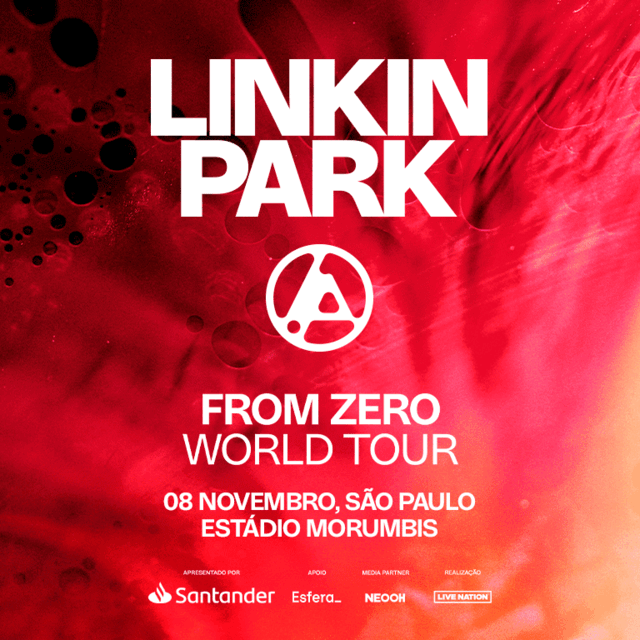 LINKIN
PARK
FROM ZERO
WORLD TOUR
08 NOVEMBRO, SÃO PAULO
ESTÁDIO MORUMBIS
APRESENTADO POR APOIO MEDIA PARTNER REALIZAÇÃO
Santander Esfera_ NEOOH LIVE NATION